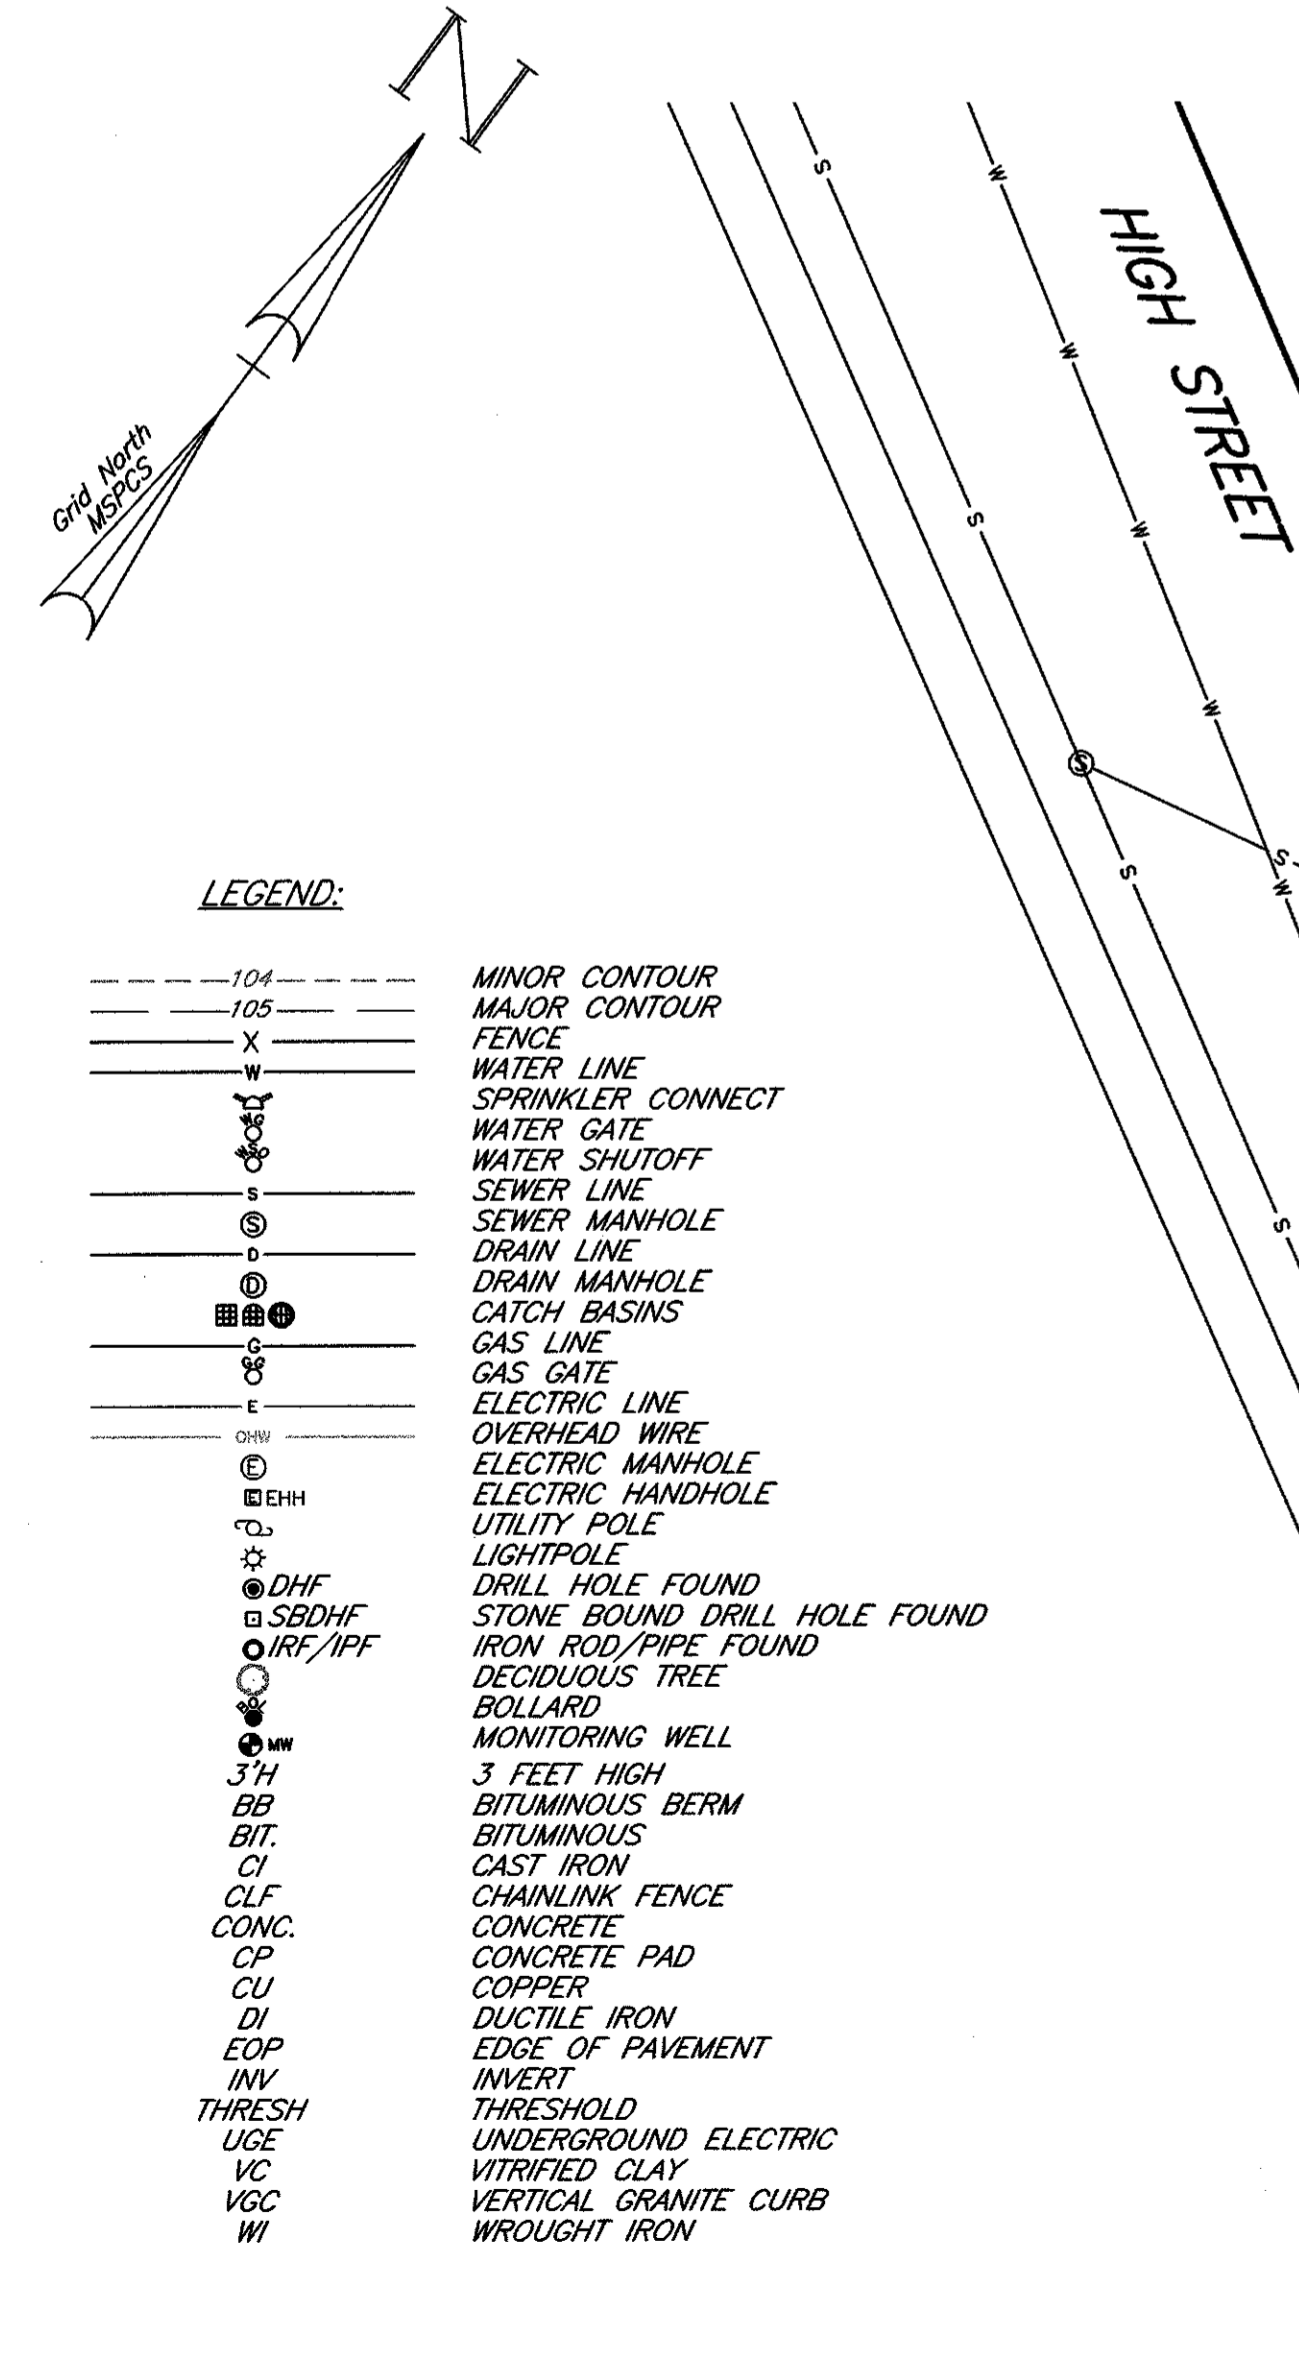 N
Grid North
MSPCS
HIGH STREET
S
W
W
S
W
W
S
S
S
W
S
LEGEND:
104 MINOR CONTOUR
105 MAJOR CONTOUR
X FENCE
W WATER LINE
SPRINKLER CONNECT
WG WATER GATE
WSO WATER SHUTOFF
S SEWER LINE
S SEWER MANHOLE
D DRAIN LINE
D DRAIN MANHOLE
CATCH BASINS
G GAS LINE
GG GAS GATE
E ELECTRIC LINE
OHW OVERHEAD WIRE
E ELECTRIC MANHOLE
E EHH ELECTRIC HANDHOLE
UTILITY POLE
LIGHTPOLE
DHF DRILL HOLE FOUND
SBDHF STONE BOUND DRILL HOLE FOUND
IRF/IPF IRON ROD/PIPE FOUND
DECIDUOUS TREE
BOL BOLLARD
MW MONITORING WELL
3'H 3 FEET HIGH
BB BITUMINOUS BERM
BIT. BITUMINOUS
CI CAST IRON
CLF CHAINLINK FENCE
CONC. CONCRETE
CP CONCRETE PAD
CU COPPER
DI DUCTILE IRON
EOP EDGE OF PAVEMENT
INV INVERT
THRESH THRESHOLD
UGE UNDERGROUND ELECTRIC
VC VITRIFIED CLAY
VGC VERTICAL GRANITE CURB
WI WROUGHT IRON